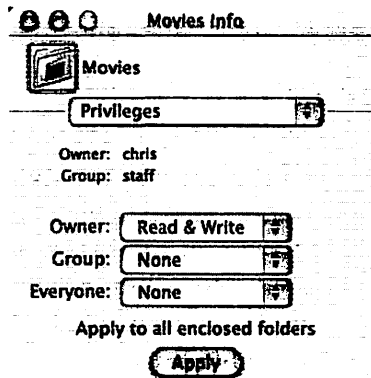 Movies Info
Movies
Privileges
Owner: chris
Group: staff
Owner: Read & Write
Group: None
Everyone: None
Apply to all enclosed folders
Apply